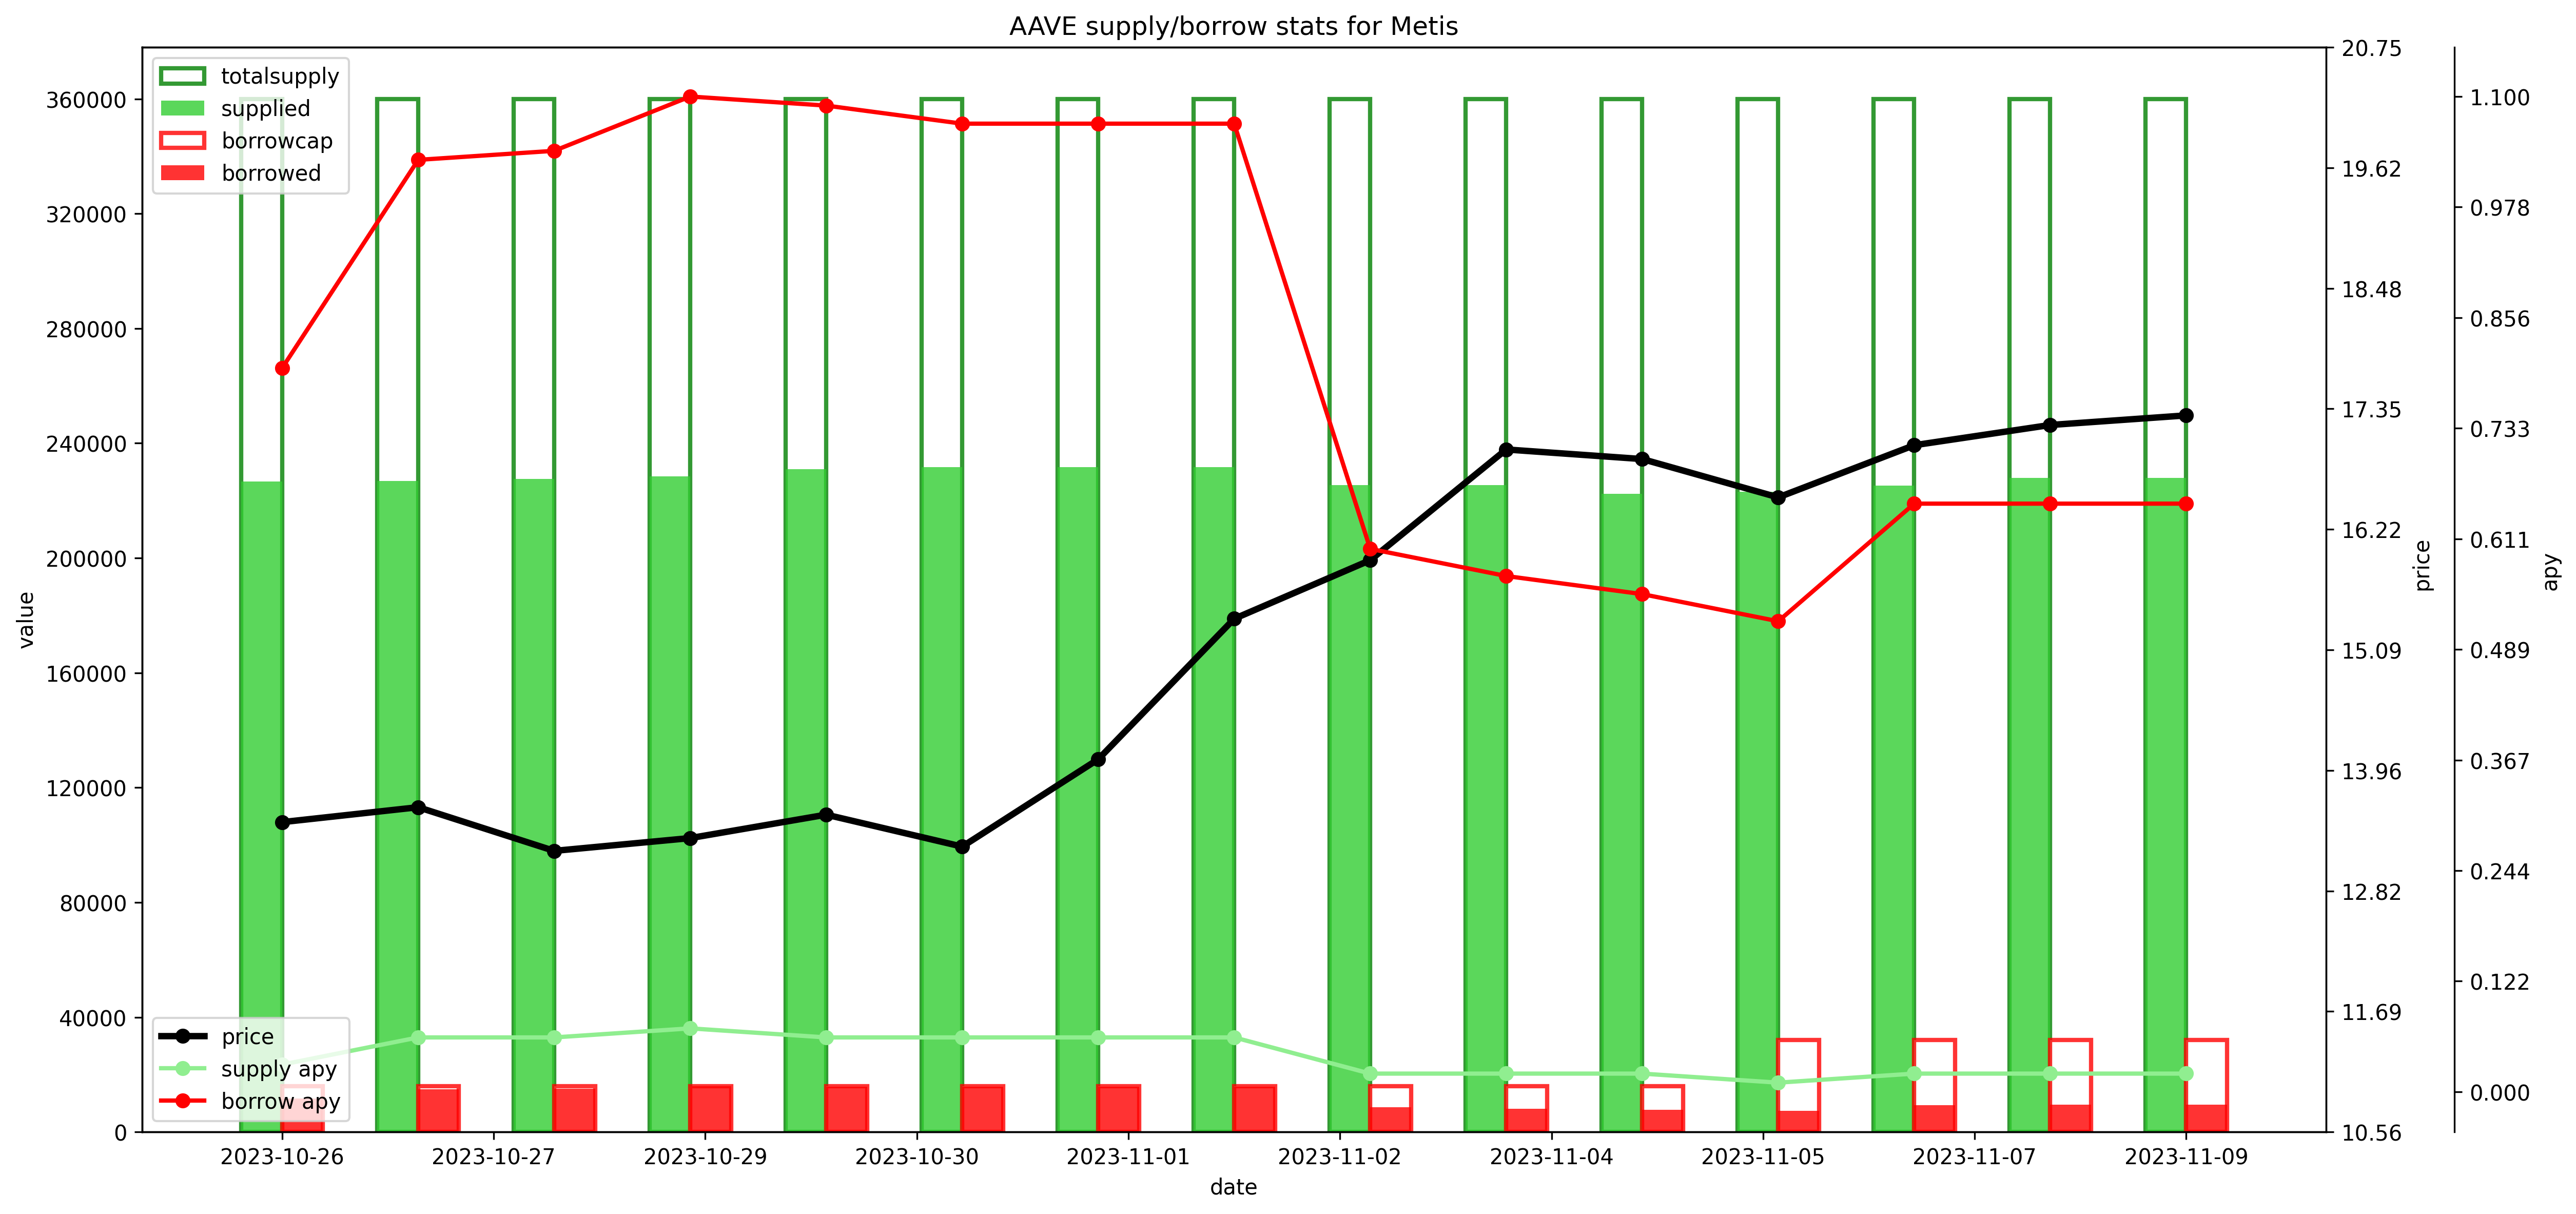 AAVE supply/borrow stats for Metis
totalsupply
supplied
borrowcap
borrowed
price
supply apy
borrow apy
value
360000
320000
280000
240000
200000
160000
120000
80000
40000
0
2023-10-26 2023-10-27 2023-10-29 2023-10-30 2023-11-01 2023-11-02 2023-11-04 2023-11-05 2023-11-07 2023-11-09
date
20.75
19.62
18.48
17.35
16.22
15.09
13.96
12.82
11.69
10.56
price
1.100
0.978
0.856
0.733
0.611
0.489
0.367
0.244
0.122
0.000
apy